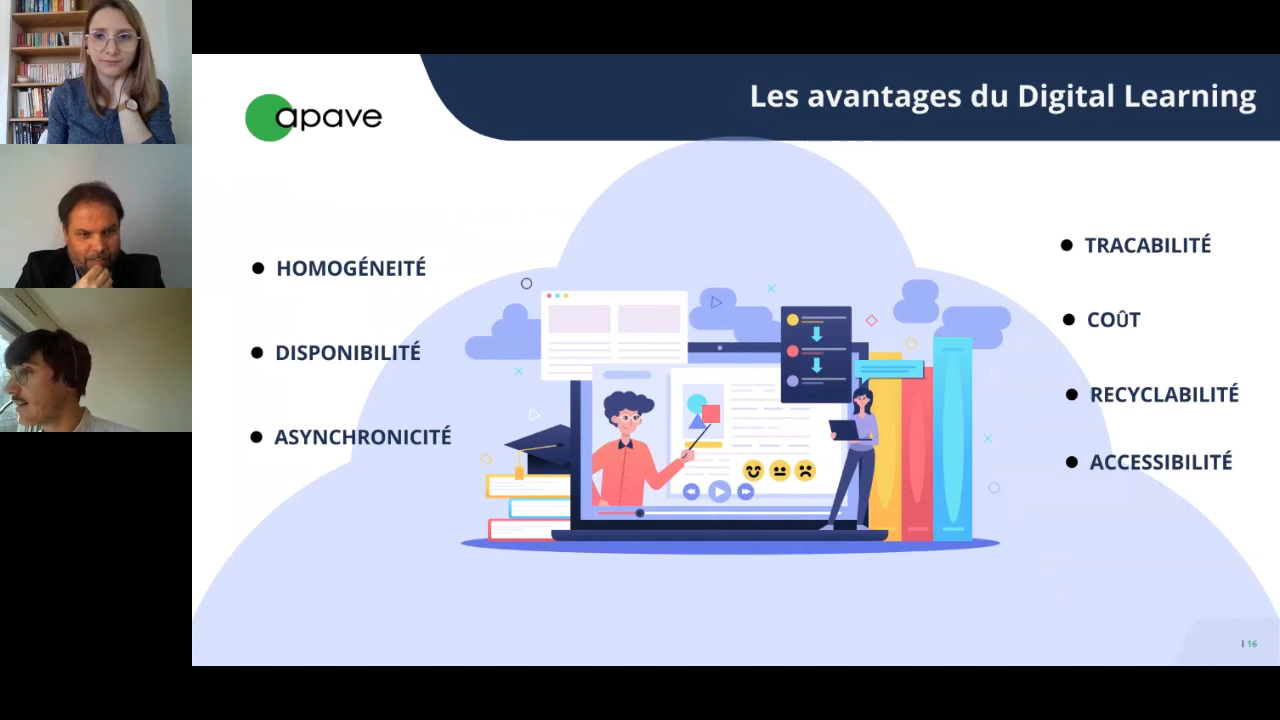 apave
Les avantages du Digital Learning
HOMOGÉNEITÉ
DISPONIBILITÉ
ASYNCHRONICITÉ
TRACABILITÉ
COÛT
RECYCLABILITÉ
ACCESSIBILITÉ
I 16